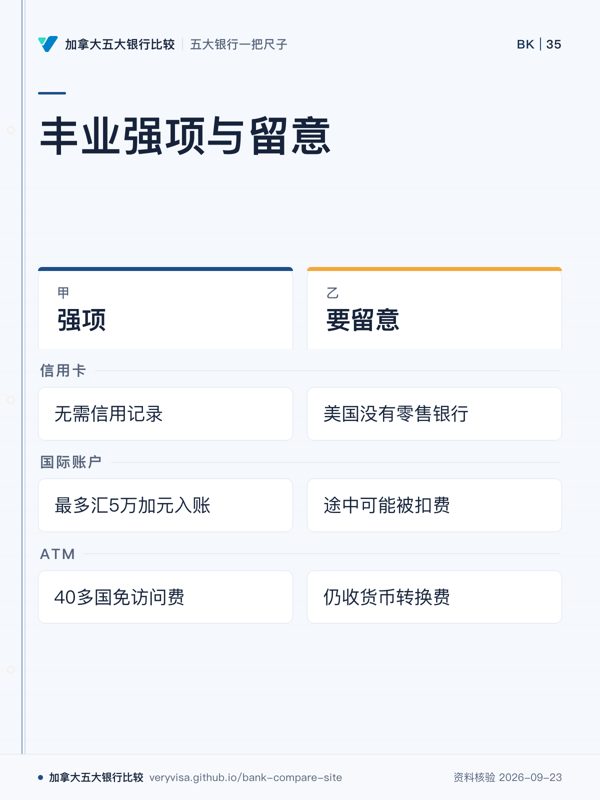 加拿大五大银行比较 | 五大银行一把尺子
BK | 35
丰业强项与留意
甲
强项
乙
要留意
信用卡
无需信用记录
美国没有零售银行
国际账户
最多汇5万加元入账
途中可能被扣费
ATM
40多国免访问费
仍收货币转换费
加拿大五大银行比较 veryvisa.github.io/bank-compare-site
资料核验 2026-09-23